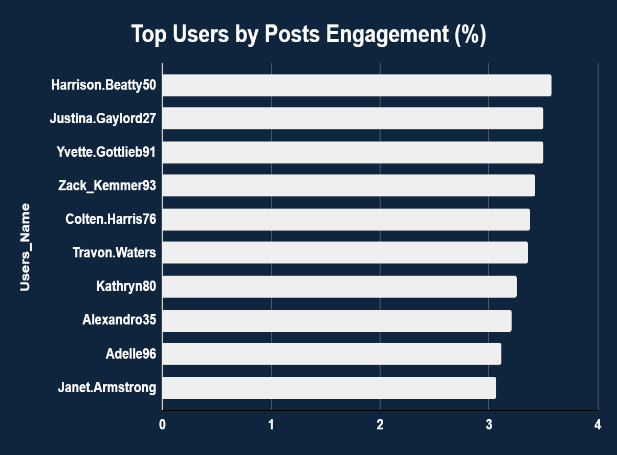 Top Users by Posts Engagement (%)
Users_Name
Harrison.Beatty50
Justina.Gaylord27
Yvette.Gottlieb91
Zack_Kemmer93
Colten.Harris76
Travon.Waters
Kathryn80
Alexandro35
Adelle96
Janet.Armstrong
0 1 2 3 4